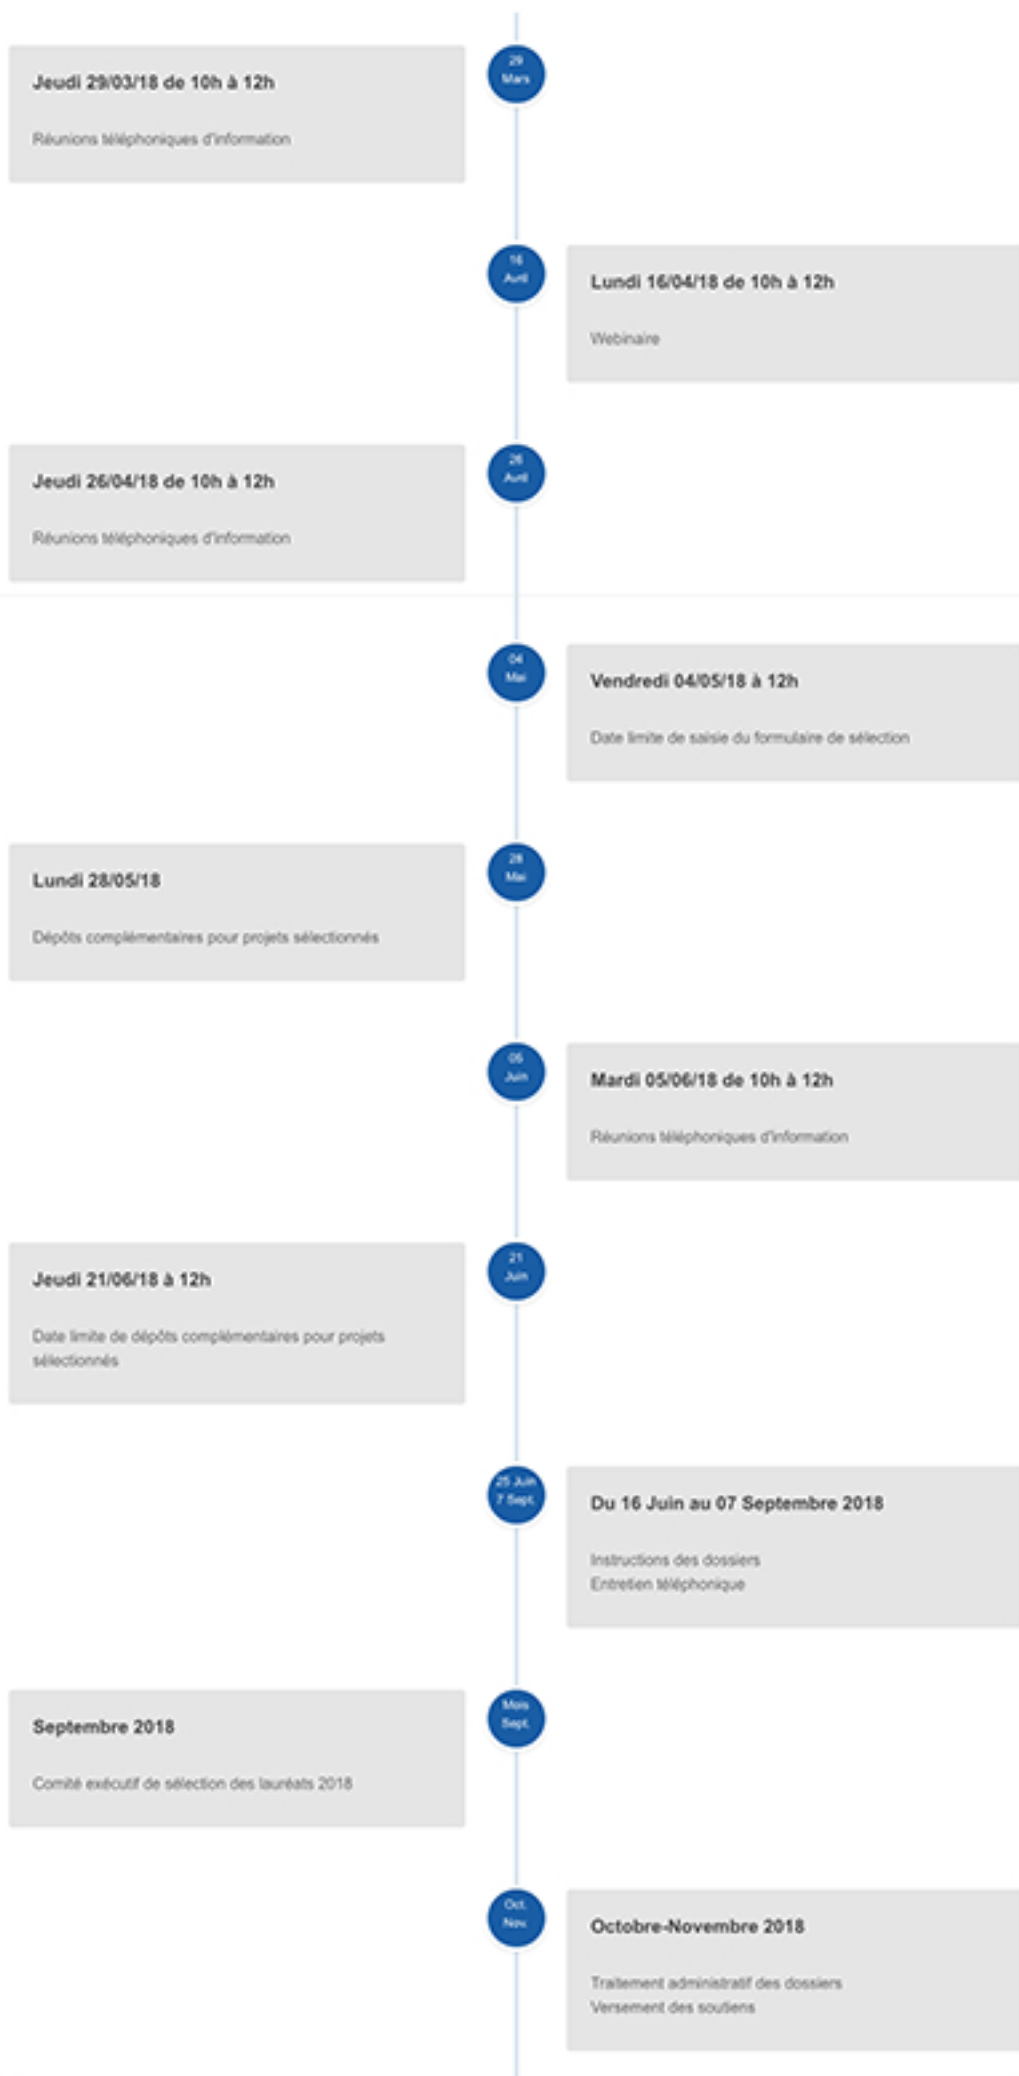 29
Mars
Jeudi 29/03/18 de 10h à 12h
Réunions téléphoniques d'information
16
Avril
Lundi 16/04/18 de 10h à 12h
Webinaire
26
Avril
Jeudi 26/04/18 de 10h à 12h
Réunions téléphoniques d'information
04
Mai
Vendredi 04/05/18 à 12h
Date limite de saisie du formulaire de sélection
28
Mai
Lundi 28/05/18
Dépôts complémentaires pour projets sélectionnés
05
Juin
Mardi 05/06/18 de 10h à 12h
Réunions téléphoniques d'information
21
Juin
Jeudi 21/06/18 à 12h
Date limite de dépôts complémentaires pour projets
sélectionnés
25 Juin
7 Sept.
Du 16 Juin au 07 Septembre 2018
Instructions des dossiers
Entretien téléphonique
Mois
Sept.
Septembre 2018
Comité exécutif de sélection des lauréats 2018
Oct.
Nov.
Octobre-Novembre 2018
Traitement administratif des dossiers
Versement des soutiens